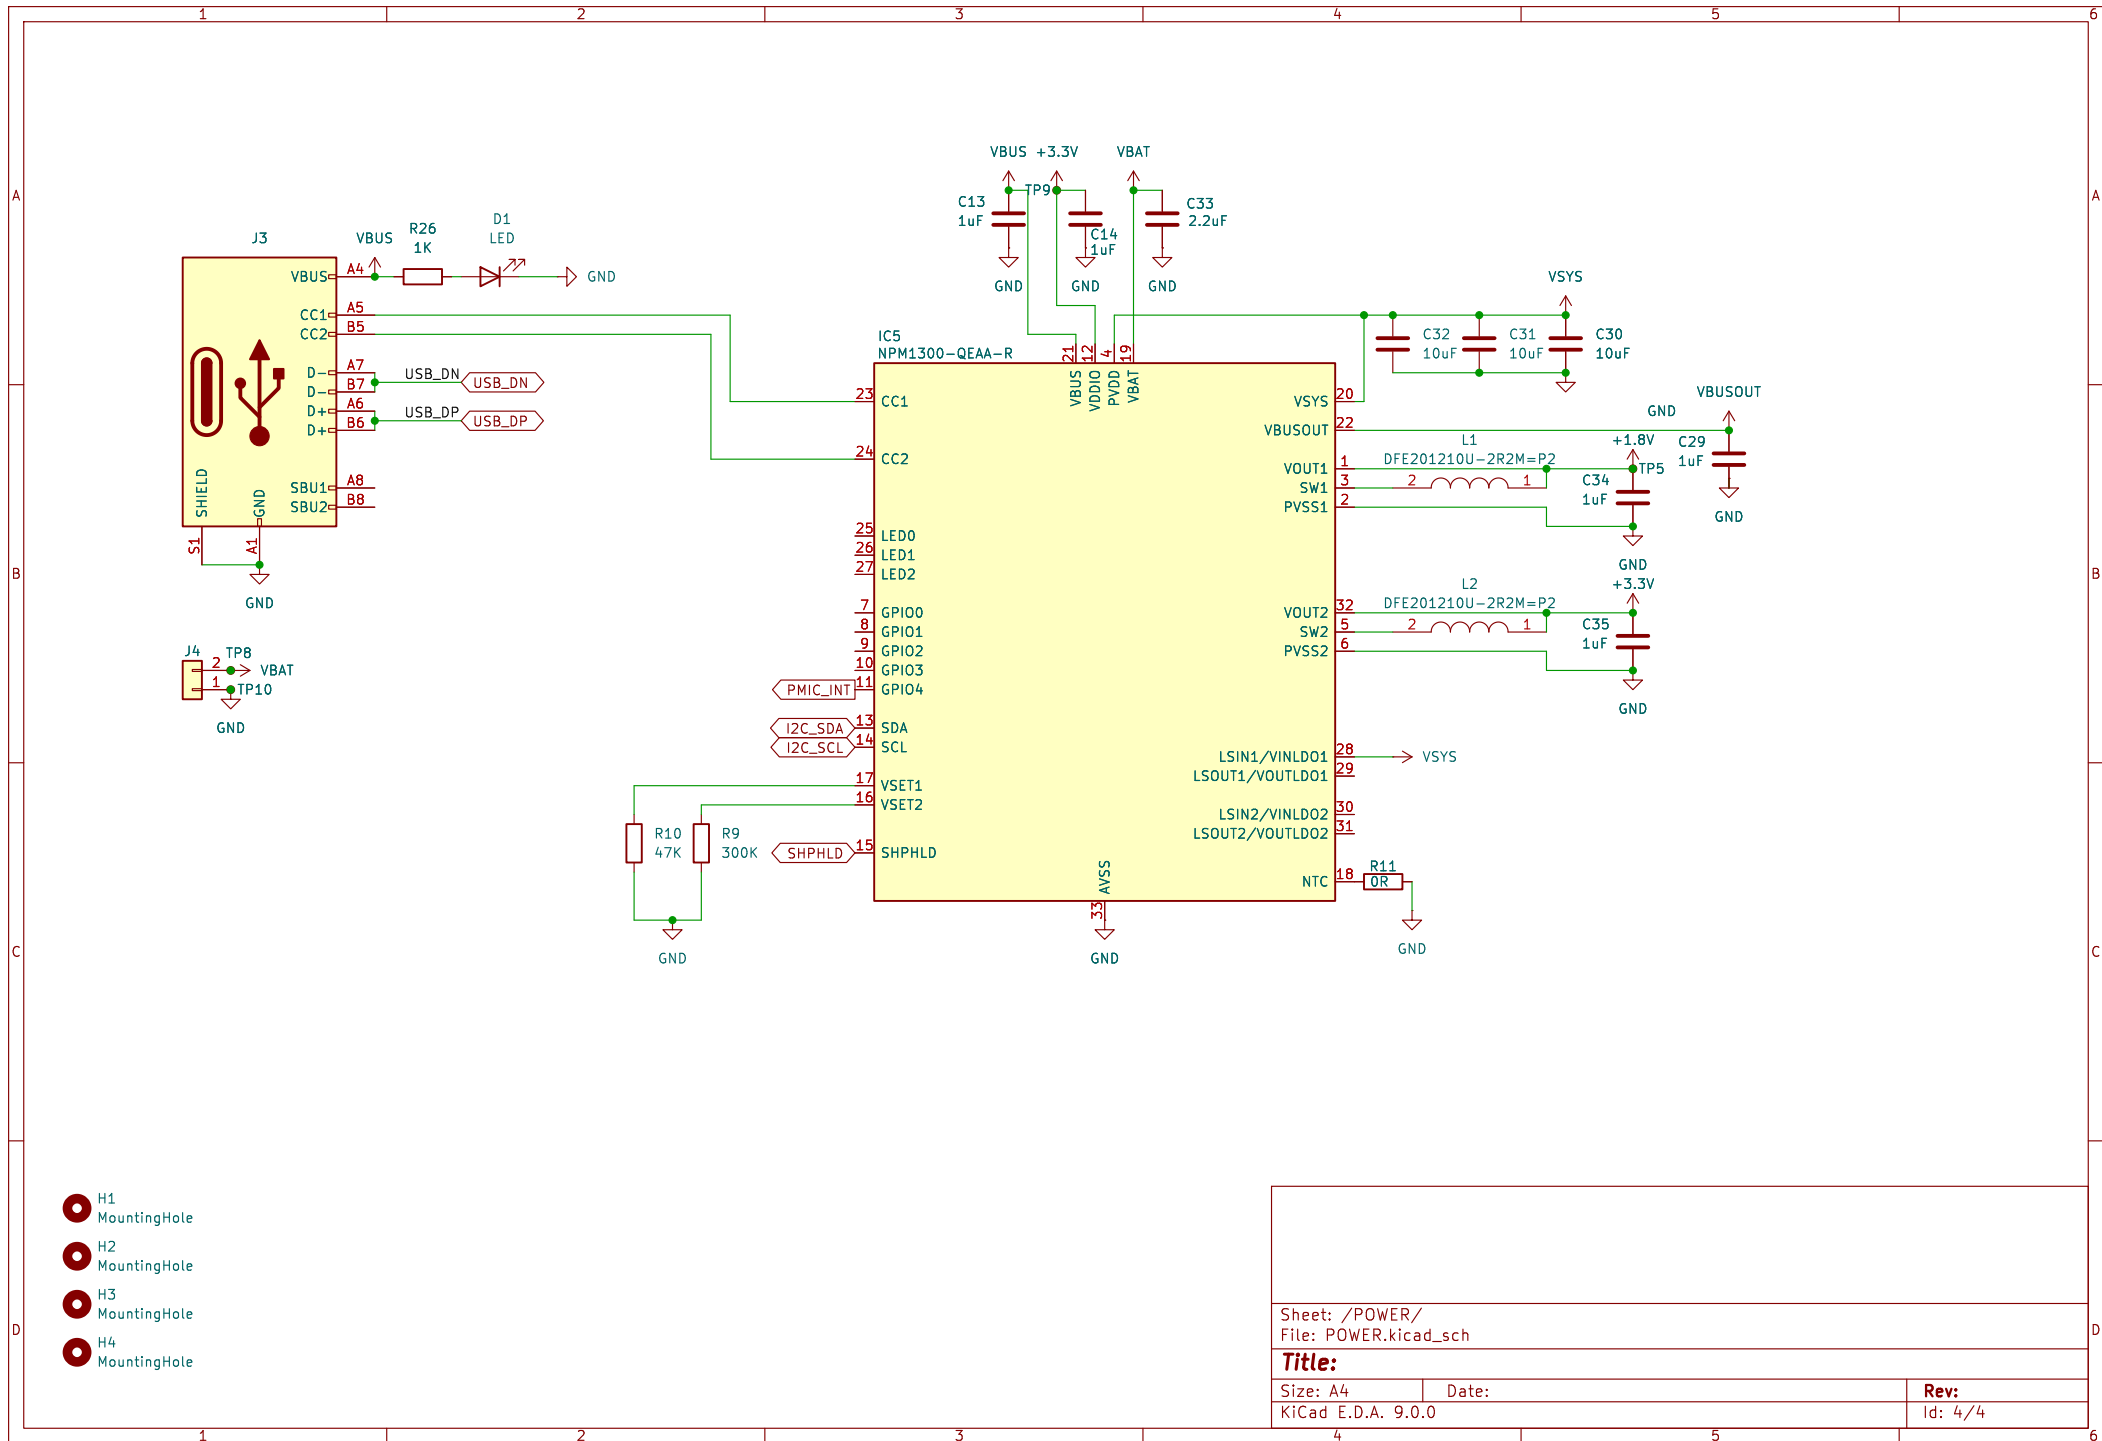 1 2 3 4 5 6
A A
VBUS +3.3V VBAT
TP9
C13
1uF
C14
1uF
C33
2.2uF
GND GND GND
J3
VBUS
R26
1K
D1
LED
GND
VBUS A4
CC1 A5
CC2 B5
D- A7
D- B7
D+ A6
D+ B6
USB_DN USB_DN
USB_DP USB_DP
SBU1 A8
SBU2 B8
SHIELD
GND
S1
A1
GND
VSYS
C32
10uF
C31
10uF
C30
10uF
GND
IC5
NPM1300-QEAA-R
21 12 4 19
VBUS VDDIO PVDD VBAT
23 CC1
24 CC2
25 LED0
26 LED1
27 LED2
7 GPIO0
8 GPIO1
9 GPIO2
10 GPIO3
PMIC_INT 11 GPIO4
I2C_SDA 13 SDA
I2C_SCL 14 SCL
17 VSET1
16 VSET2
SHPHLD 15 SHPHLD
VSYS 20
VBUSOUT 22
VOUT1 1
SW1 3
PVSS1 2
VOUT2 32
SW2 5
PVSS2 6
LSIN1/VINLDO1 28
VSYS
LSOUT1/VOUTLDO1 29
LSIN2/VINLDO2 30
LSOUT2/VOUTLDO2 31
NTC 18
R11
0R
GND
AVSS
33
GND
VBUSOUT
C29
1uF
GND
L1
DFE201210U-2R2M=P2
2 1
+1.8V
TP5
C34
1uF
GND
L2
DFE201210U-2R2M=P2
2 1
+3.3V
C35
1uF
GND
B B
J4
TP8
2 VBAT
1 TP10
GND
R10
47K
R9
300K
GND
C C
H1
MountingHole
H2
MountingHole
H3
MountingHole
H4
MountingHole
D D
Sheet: /POWER/
File: POWER.kicad_sch
Title:
Size: A4 Date: Rev:
KiCad E.D.A. 9.0.0 Id: 4/4
1 2 3 4 5 6